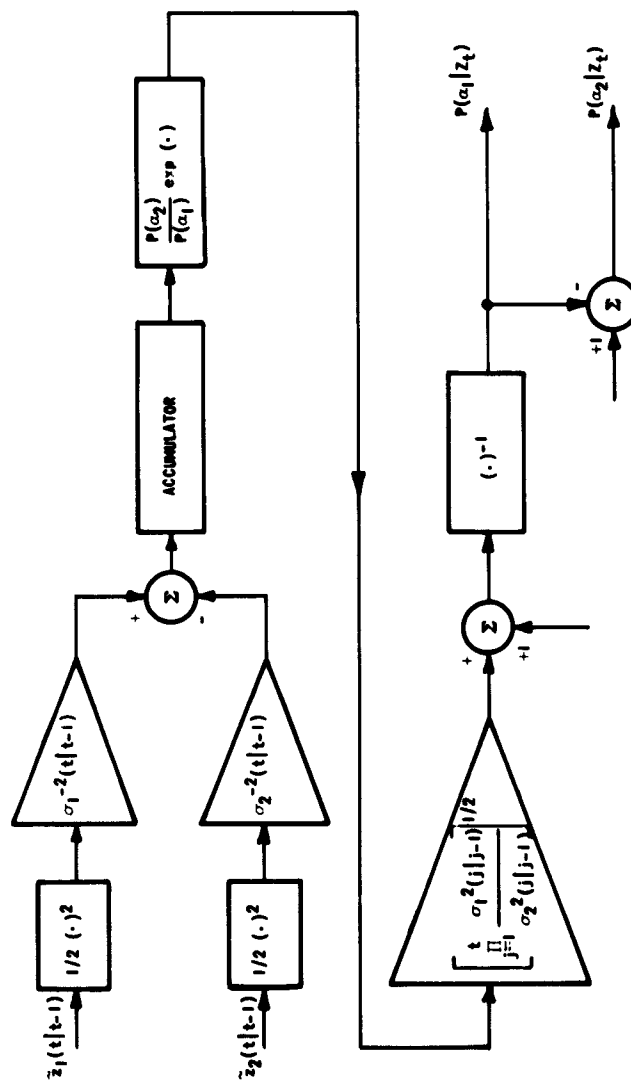 z̃₁(t|t-1)
1/2 (·)²
σ₁⁻²(t|t-1)
z̃₂(t|t-1)
1/2 (·)²
σ₂⁻²(t|t-1)
+
-
Σ
ACCUMULATOR
P(α₂)
P(α₁)
exp (·)
[ t Π j=1 σ₁²(j|j-1) / σ₂²(j|j-1) ] 1/2
+
+1
Σ
(·)⁻¹
P(α₁|Z_t)
-
+1
Σ
P(α₂|Z_t)